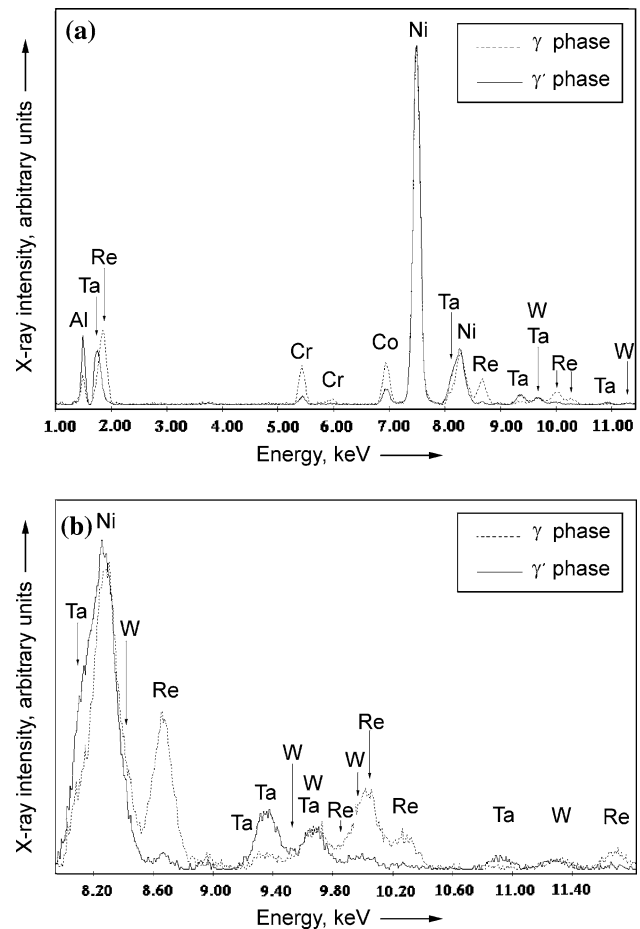 (a)
Ni
γ phase
γ´ phase
X-ray intensity, arbitrary units
Re
Ta
Al
Cr
Cr
Co
Ta
Ni
Re
W
Ta
Ta
Re
W
Ta
1.00 2.00 3.00 4.00 5.00 6.00 7.00 8.00 9.00 10.00 11.00
Energy, keV
(b)
Ni
γ phase
γ´ phase
X-ray intensity, arbitrary units
Ta
W
Re
Ta
Ta
W
W
Ta
Re
W
Re
Re
Ta
W
Re
8.20 8.60 9.00 9.40 9.80 10.20 10.60 11.00 11.40
Energy, keV